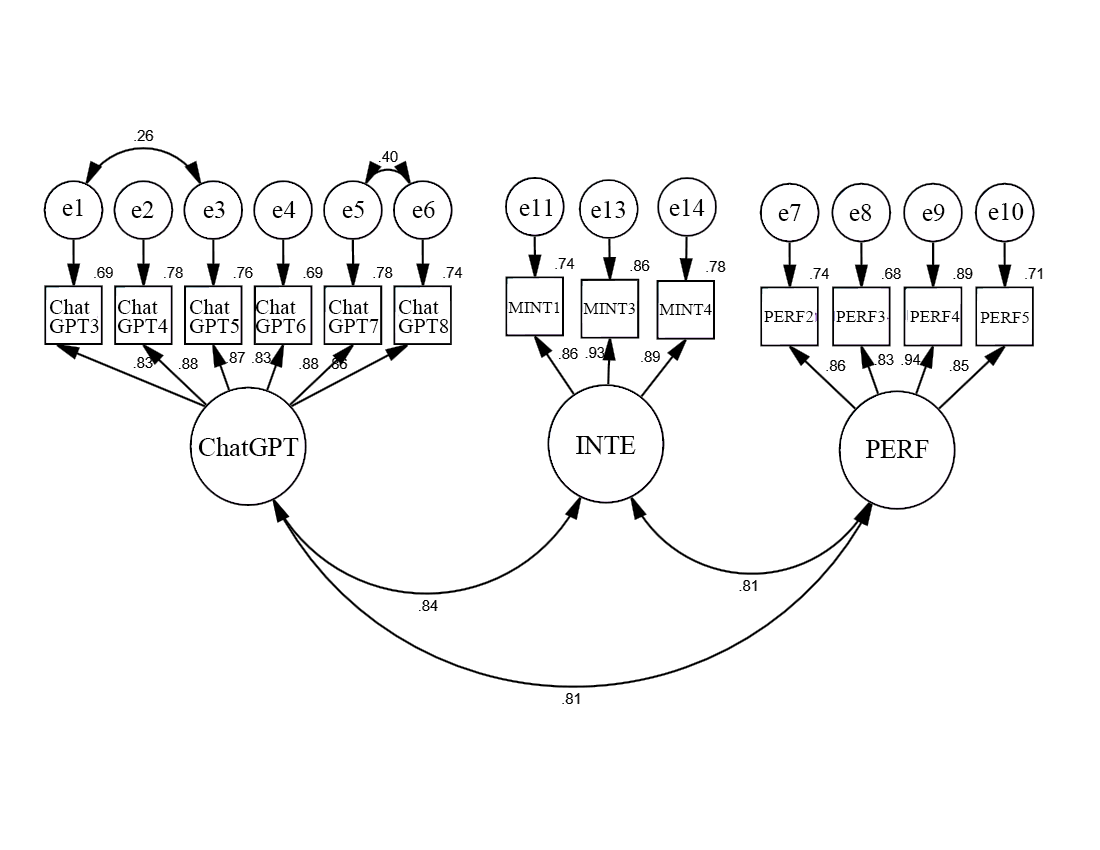 .26
.40
e1 e2 e3 e4 e5 e6 e11 e13 e14 e7 e8 e9 e10
.69 .78 .76 .69 .78 .74 .74 .86 .78 .74 .68 .89 .71
Chat Chat Chat Chat Chat Chat
GPT3 GPT4 GPT5 GPT6 GPT7 GPT8
MINT1 MINT3 MINT4 PERF2 PERF3 PERF4 PERF5
.83 .88 .87 .83 .88 .86 .86 .93 .89 .86 .83 .94 .85
ChatGPT INTE PERF
.84 .81
.81